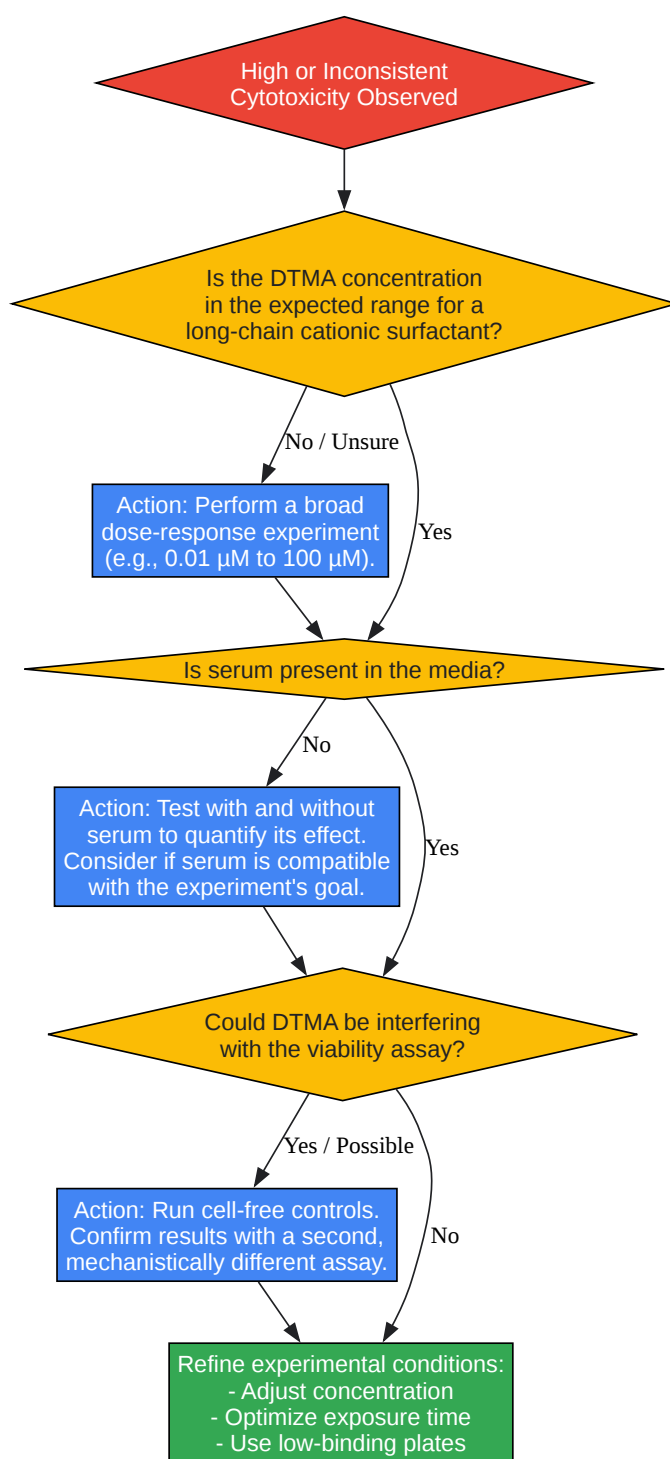 High or Inconsistent
Cytotoxicity Observed
Is the DTMA concentration
in the expected range for a
long-chain cationic surfactant?
No / Unsure
Yes
Action: Perform a broad
dose-response experiment
(e.g., 0.01 µM to 100 µM).
Is serum present in the media?
No
Yes
Action: Test with and without
serum to quantify its effect.
Consider if serum is compatible
with the experiment's goal.
Could DTMA be interfering
with the viability assay?
Yes / Possible
No
Action: Run cell-free controls.
Confirm results with a second,
mechanistically different assay.
Refine experimental conditions:
- Adjust concentration
- Optimize exposure time
- Use low-binding plates